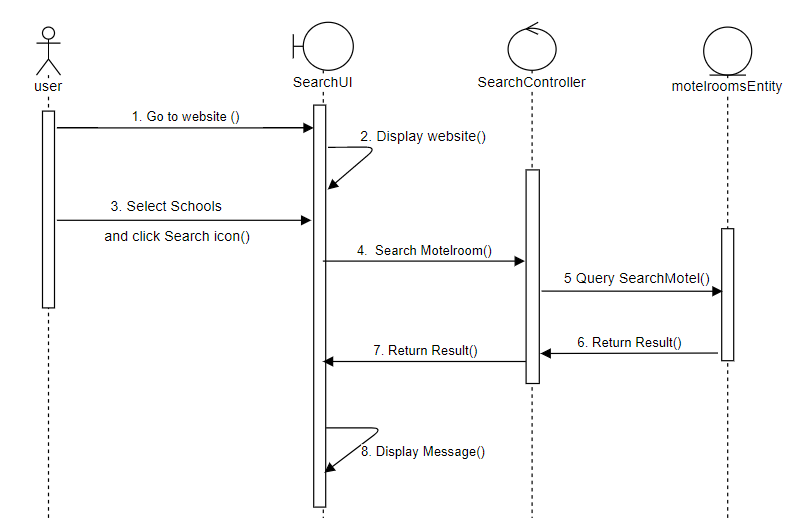 user
SearchUI
SearchController
motelroomsEntity
1. Go to website ()
2. Display website()
3. Select Schools
and click Search icon()
4.  Search Motelroom()
5 Query SearchMotel()
6. Return Result()
7. Return Result()
8. Display Message()